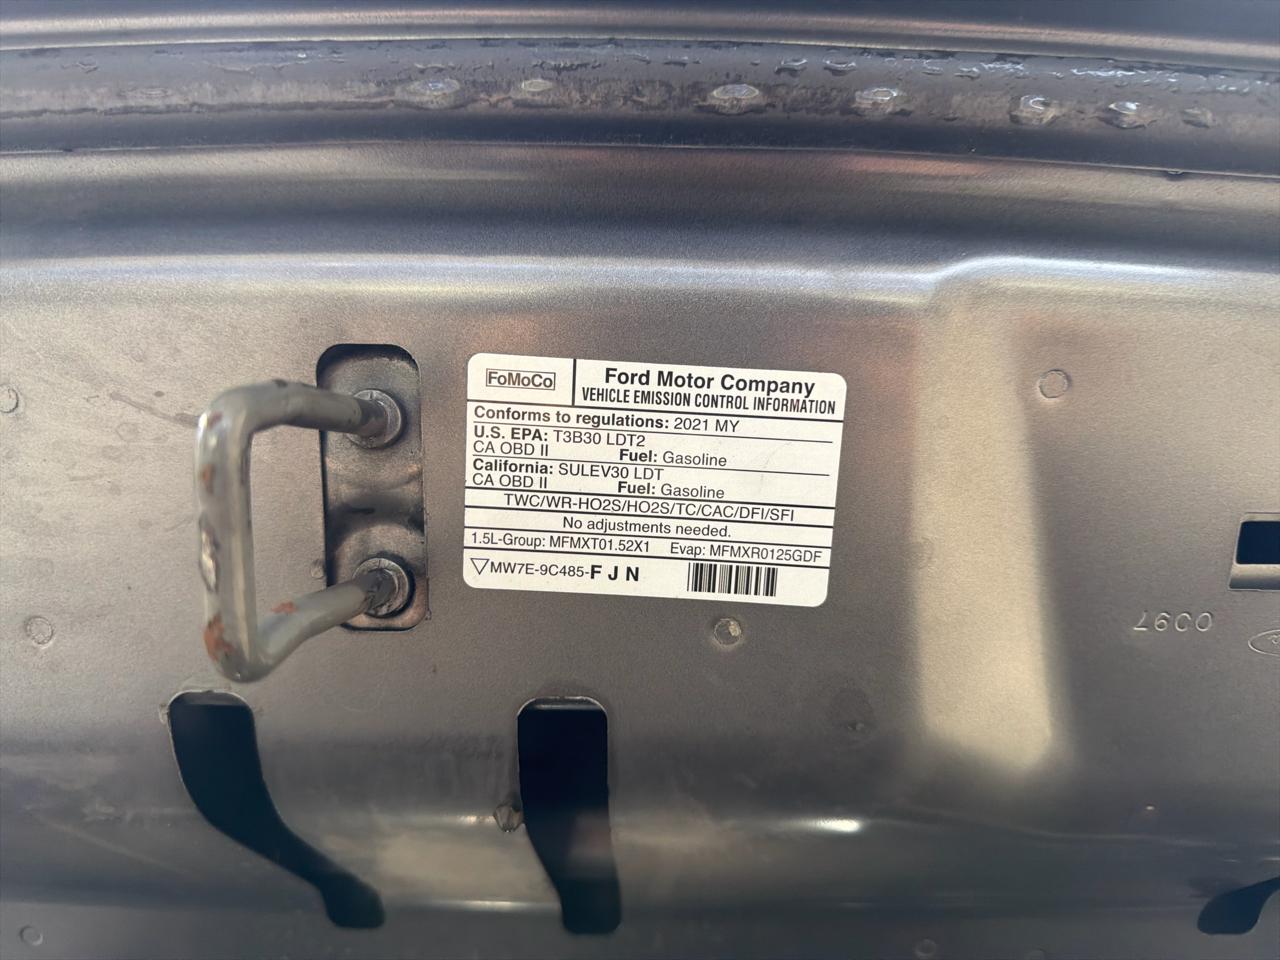 FoMoCo
Ford Motor Company
VEHICLE EMISSION CONTROL INFORMATION
Conforms to regulations: 2021 MY
U.S. EPA: T3B30 LDT2
CA OBD II Fuel: Gasoline
California: SULEV30 LDT
CA OBD II Fuel: Gasoline
TWC/WR-HO2S/HO2S/TC/CAC/DFI/SFI
No adjustments needed.
1.5L-Group: MFMXT01.52X1 Evap: MFMXR0125GDF
MW7E-9C485-F J N